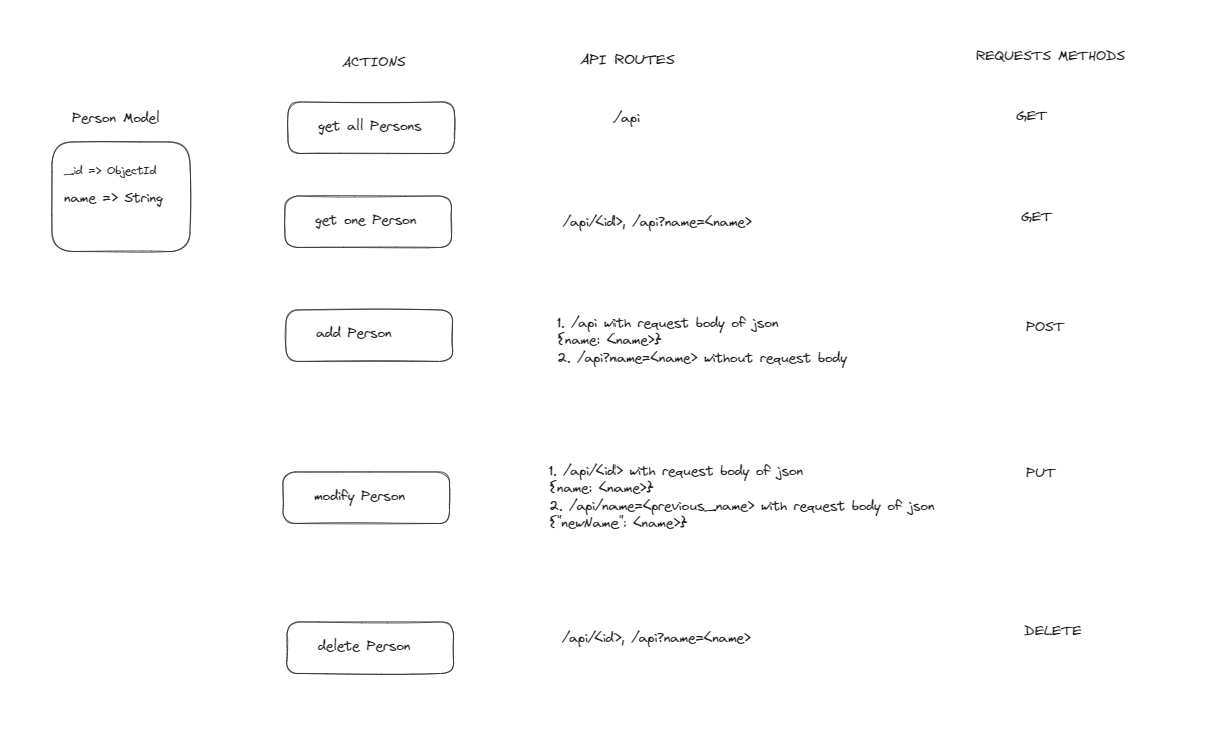 ACTIONS
API ROUTES
REQUESTS METHODS
Person Model
_id => ObjectId
name => String
get all Persons
/api
GET
get one Person
/api/<id>, /api?name=<name>
GET
add Person
1. /api with request body of json
{name: <name>}
2. /api?name=<name> without request body
POST
modify Person
1. /api/<id> with request body of json
{name: <name>}
2. /api/name=<previous_name> with request body of json
{"newName": <name>}
PUT
delete Person
/api/<id>, /api?name=<name>
DELETE